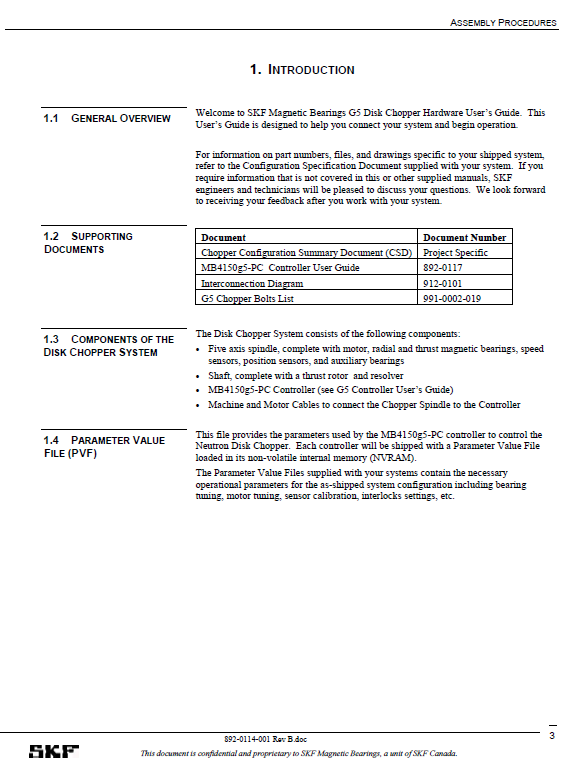 ASSEMBLY PROCEDURES
1. INTRODUCTION
1.1 GENERAL OVERVIEW
Welcome to SKF Magnetic Bearings G5 Disk Chopper Hardware User's Guide. This
User's Guide is designed to help you connect your system and begin operation.
For information on part numbers, files, and drawings specific to your shipped system,
refer to the Configuration Specification Document supplied with your system. If you
require information that is not covered in this or other supplied manuals, SKF
engineers and technicians will be pleased to discuss your questions. We look forward
to receiving your feedback after you work with your system.
1.2 SUPPORTING
DOCUMENTS
Document Document Number
Chopper Configuration Summary Document (CSD) Project Specific
MB4150g5-PC Controller User Guide 892-0117
Interconnection Diagram 912-0101
G5 Chopper Bolts List 991-0002-019
1.3 COMPONENTS OF THE
DISK CHOPPER SYSTEM
The Disk Chopper System consists of the following components:
• Five axis spindle, complete with motor, radial and thrust magnetic bearings, speed
sensors, position sensors, and auxiliary bearings
• Shaft, complete with a thrust rotor and resolver
• MB4150g5-PC Controller (see G5 Controller User's Guide)
• Machine and Motor Cables to connect the Chopper Spindle to the Controller
1.4 PARAMETER VALUE
FILE (PVF)
This file provides the parameters used by the MB4150g5-PC controller to control the
Neutron Disk Chopper. Each controller will be shipped with a Parameter Value File
loaded in its non-volatile internal memory (NVRAM).
The Parameter Value Files supplied with your systems contain the necessary
operational parameters for the as-shipped system configuration including bearing
tuning, motor tuning, sensor calibration, interlocks settings, etc.
3
892-0114-001 Rev B.doc
SKF
This document is confidential and proprietary to SKF Magnetic Bearings, a unit of SKF Canada.